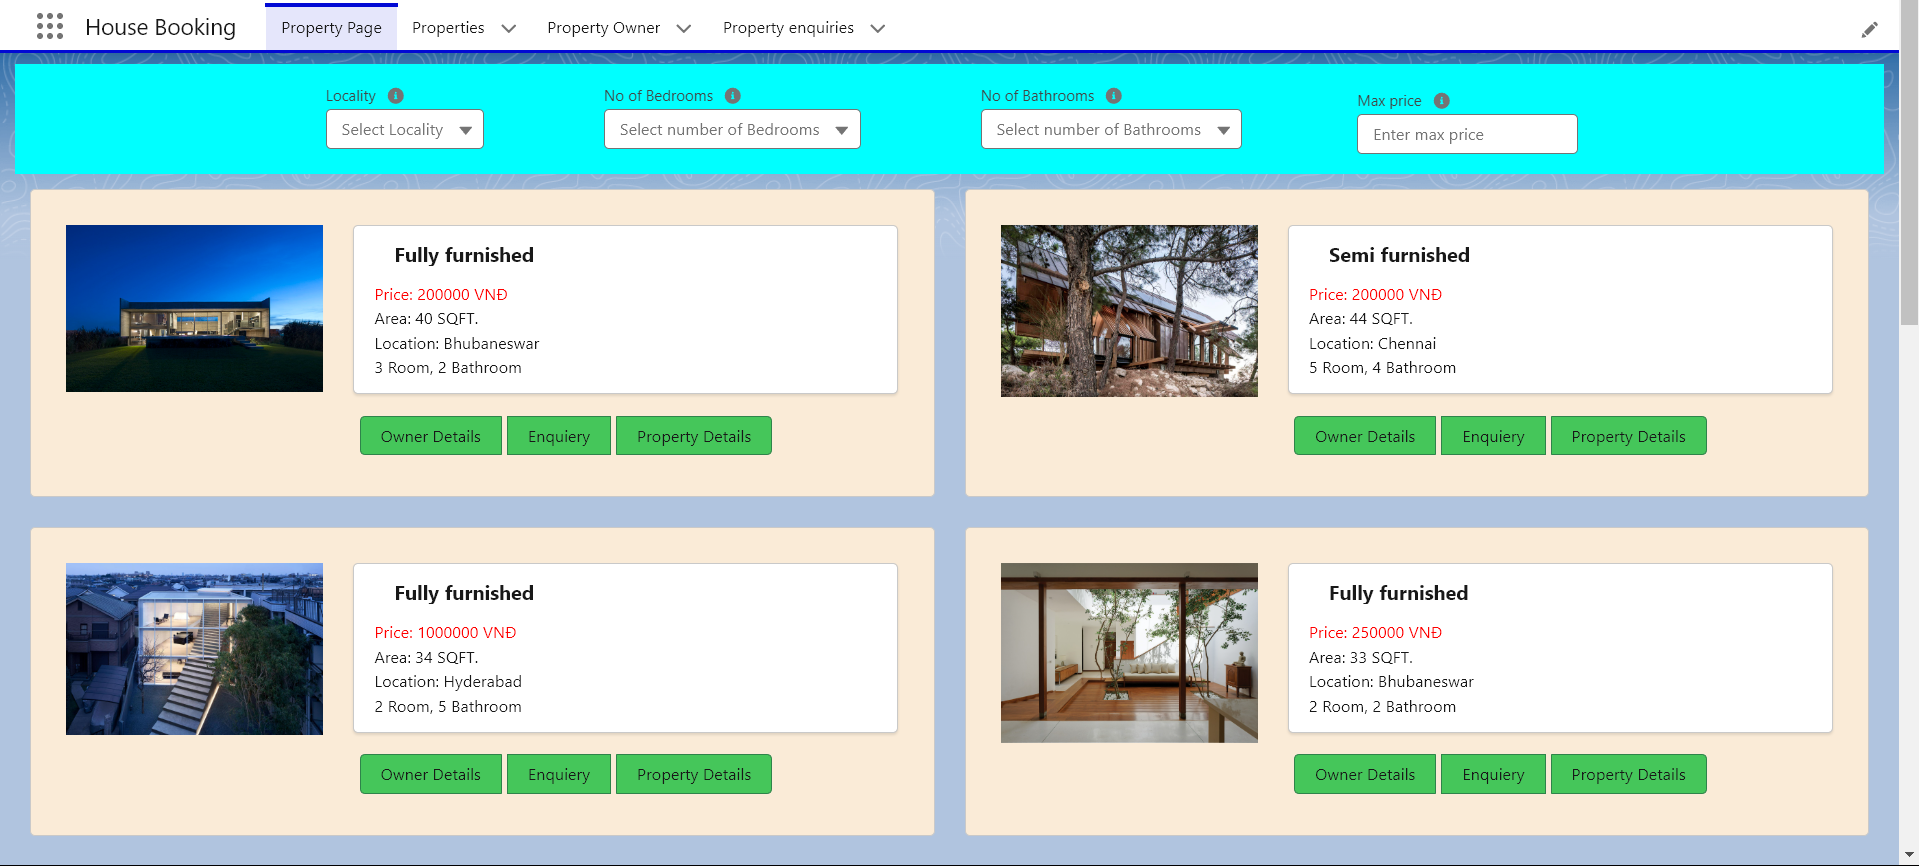 House Booking
Property Page
Properties
Property Owner
Property enquiries
Locality
Select Locality
No of Bedrooms
Select number of Bedrooms
No of Bathrooms
Select number of Bathrooms
Max price
Enter max price
Fully furnished
Price: 200000 VNĐ
Area: 40 SQFT.
Location: Bhubaneswar
3 Room, 2 Bathroom
Owner Details
Enquiery
Property Details
Semi furnished
Price: 200000 VNĐ
Area: 44 SQFT.
Location: Chennai
5 Room, 4 Bathroom
Owner Details
Enquiery
Property Details
Fully furnished
Price: 1000000 VNĐ
Area: 34 SQFT.
Location: Hyderabad
2 Room, 5 Bathroom
Owner Details
Enquiery
Property Details
Fully furnished
Price: 250000 VNĐ
Area: 33 SQFT.
Location: Bhubaneswar
2 Room, 2 Bathroom
Owner Details
Enquiery
Property Details